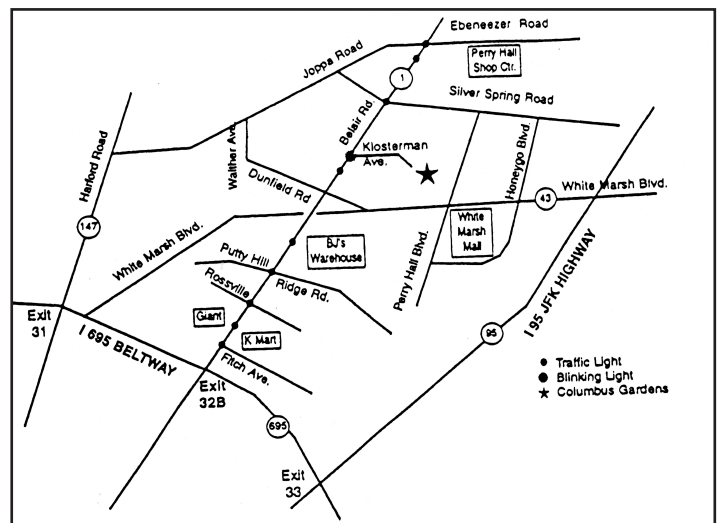 Ebeneezer Road
Joppa Road
Perry Hall
Shop Ctr.
1
Silver Spring Road
Belair Rd.
Klosterman
Ave.
Walther Ave.
Harford Road
Dunfield Rd
Honeygo Blvd.
White Marsh Blvd.
43
147
White Marsh Blvd.
White
Marsh
Mall
BJ's
Warehouse
Putty Hill
Perry Hall Blvd.
Ridge Rd.
Rossville
I 95 JFK HIGHWAY
Exit
31
Giant
K Mart
I 695 BELTWAY
95
Fitch Ave.
Traffic Light
Blinking Light
Columbus Gardens
Exit
32B
695
Exit
33